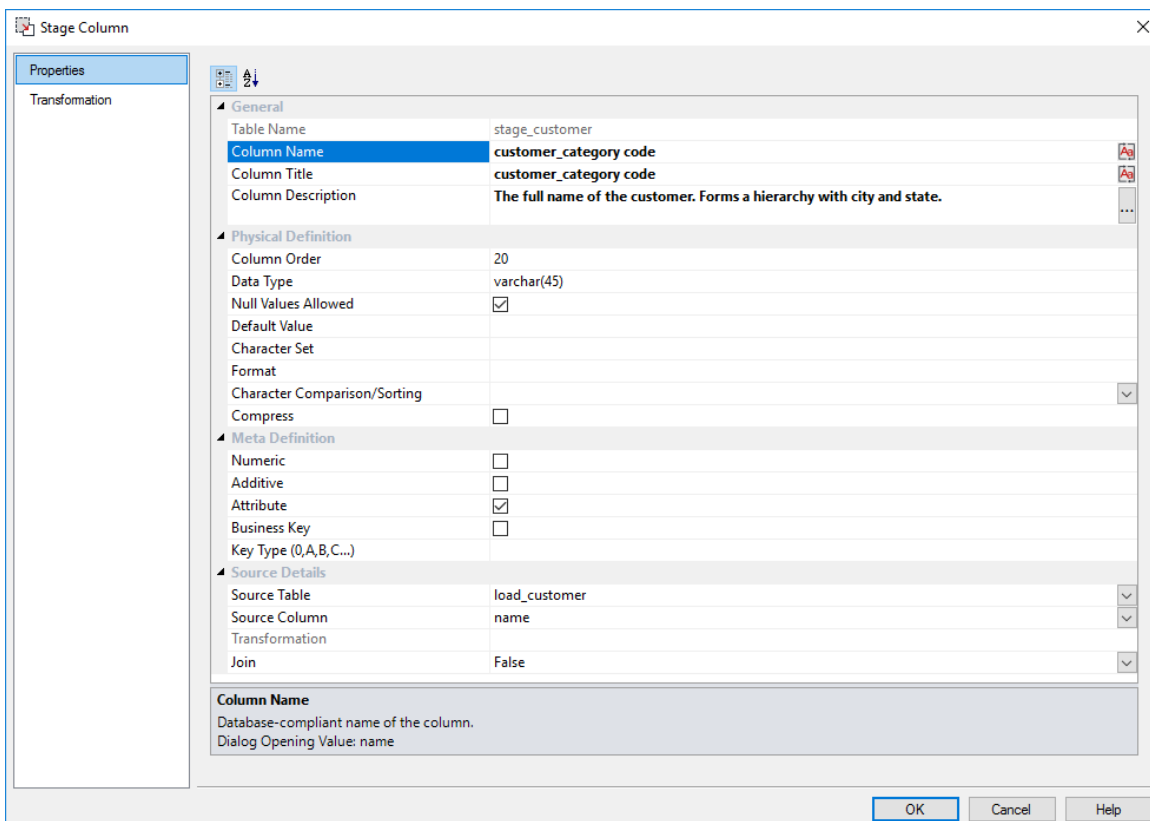 Stage Column
Properties
Transformation
General
Table Name stage_customer
Column Name customer_category code
Column Title customer_category code
Column Description The full name of the customer. Forms a hierarchy with city and state.
...
Physical Definition
Column Order 20
Data Type varchar(45)
Null Values Allowed
Default Value
Character Set
Format
Character Comparison/Sorting
Compress
Meta Definition
Numeric
Additive
Attribute
Business Key
Key Type (0,A,B,C...)
Source Details
Source Table load_customer
Source Column name
Transformation
Join False
Column Name
Database-compliant name of the column.
Dialog Opening Value: name
OK Cancel Help